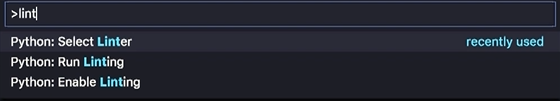 >lint
Python: Select Linter recently used
Python: Run Linting
Python: Enable Linting